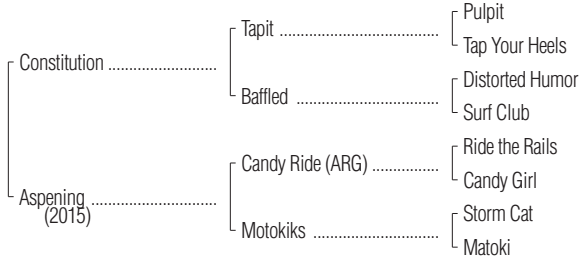 Pulpit
Tapit ............................
Tap Your Heels
Constitution ............................
Distorted Humor
Baffled ....................................
Surf Club
Ride the Rails
Candy Ride (ARG) .................
Candy Girl
Aspening ................................
(2015)
Storm Cat
Motokiks ................................
Matoki